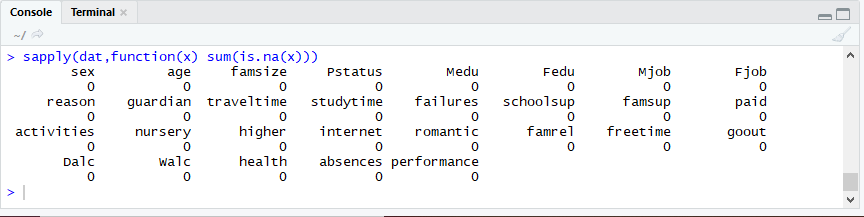 Console Terminal ×
~/
> sapply(dat,function(x) sum(is.na(x)))
sex age famsize Pstatus Medu Fedu Mjob Fjob
0 0 0 0 0 0 0 0
reason guardian traveltime studytime failures schoolsup famsup paid
0 0 0 0 0 0 0 0
activities nursery higher internet romantic famrel freetime goout
0 0 0 0 0 0 0 0
Dalc Walc health absences performance
0 0 0 0 0
>